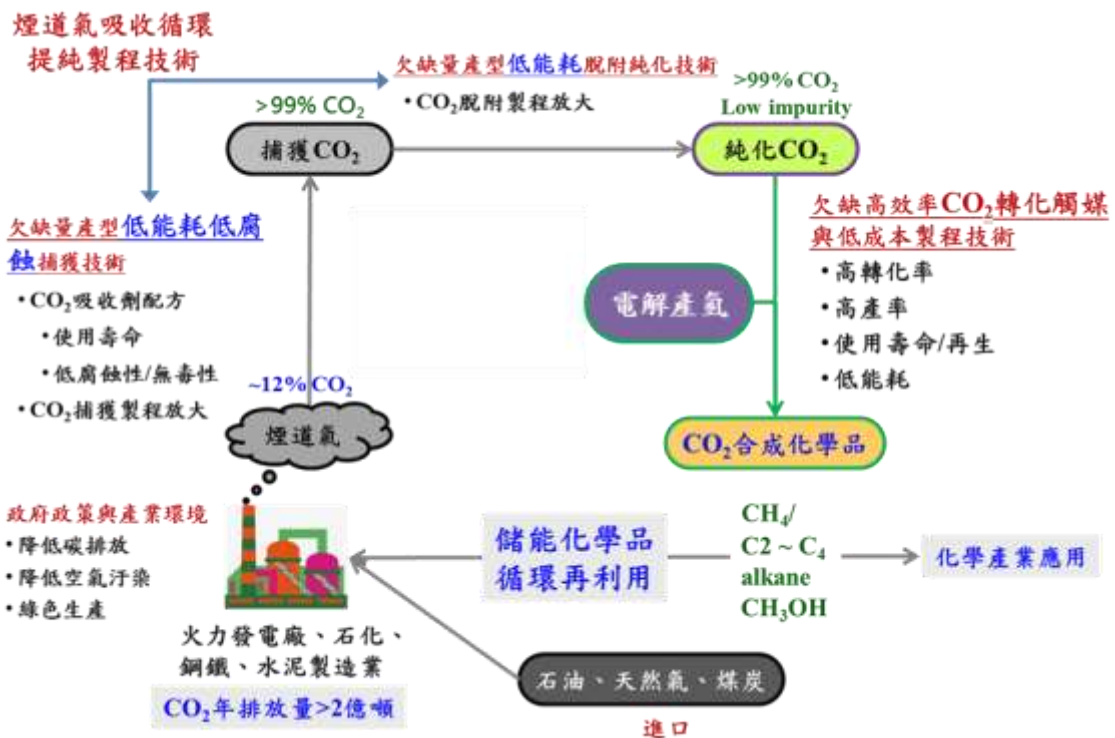 煙道氣吸收循環
提純製程技術
欠缺量產型低能耗脫附純化技術
•CO₂脫附製程放大
>99% CO₂
捕獲CO₂
>99% CO₂
Low impurity
純化CO₂
欠缺量產型低能耗低腐
蝕捕獲技術
•CO₂吸收劑配方
•使用壽命
•低腐蝕性/無毒性
•CO₂捕獲製程放大
~12% CO₂
煙道氣
電解產氫
欠缺高效率CO₂轉化觸媒
與低成本製程技術
•高轉化率
•高產率
•使用壽命/再生
•低能耗
CO₂合成化學品
政府政策與產業環境
•降低碳排放
•降低空氣汙染
•綠色生產
火力發電廠、石化、
鋼鐵、水泥製造業
CO₂年排放量>2億噸
儲能化學品
循環再利用
CH₄/
C2 ~ C₄
alkane
CH₃OH
化學產業應用
石油、天然氣、煤炭
進口